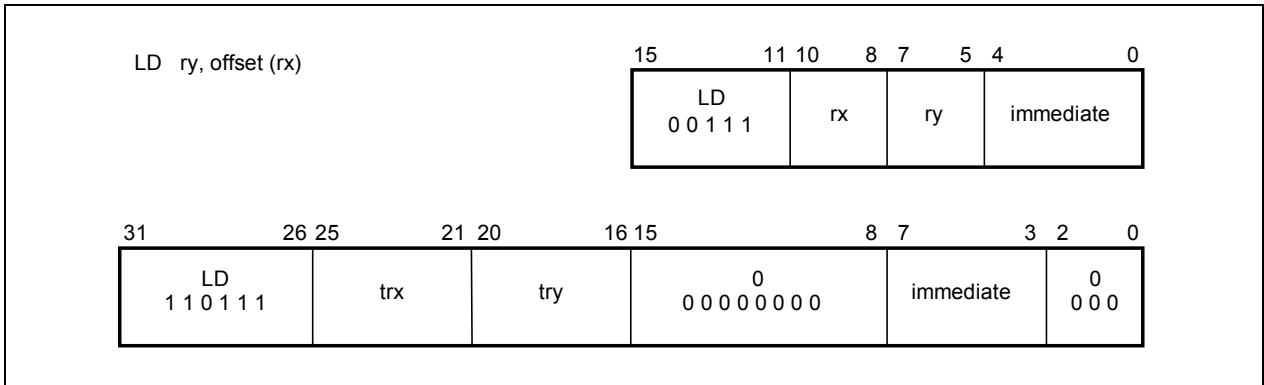 LD ry, offset (rx)
15 11 10 8 7 5 4 0
LD rx ry immediate
0 0 1 1 1
31 26 25 21 20 16 15 8 7 3 2 0
LD trx try 0 immediate 0
1 1 0 1 1 1 0 0 0 0 0 0 0 0 0 0 0